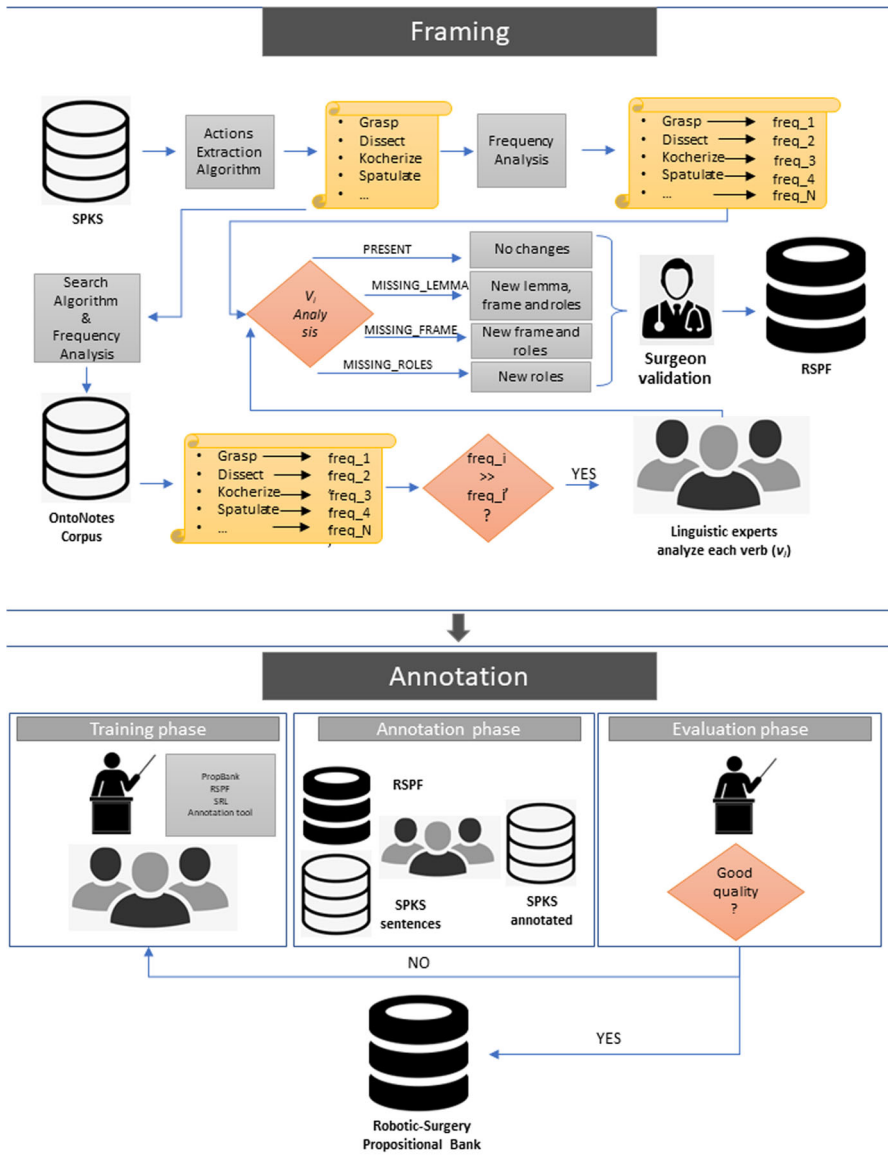 Framing
SPKS
Actions
Extraction
Algorithm
• Grasp
• Dissect
• Kocherize
• Spatulate
• ...
Frequency
Analysis
• Grasp freq_1
• Dissect freq_2
• Kocherize freq_3
• Spatulate freq_4
• ... freq_N
Search
Algorithm
&
Frequency
Analysis
Vi
Analy
sis
PRESENT
No changes
MISSING_LEMMA
New lemma,
frame and roles
MISSING_FRAME
New frame and
roles
MISSING_ROLES
New roles
Surgeon
validation
RSPF
OntoNotes
Corpus
• Grasp freq_1
• Dissect freq_2
• Kocherize 'freq_3
• Spatulate freq_4
• ... freq_N
,
freq_i
>>
freq_i'
?
YES
Linguistic experts
analyze each verb (vi)
Annotation
Training phase
PropBank
RSPF
SRL
Annotation tool
Annotation phase
RSPF
SPKS
sentences
SPKS
annotated
Evaluation phase
Good
quality
?
NO
YES
Robotic-Surgery
Propositional Bank